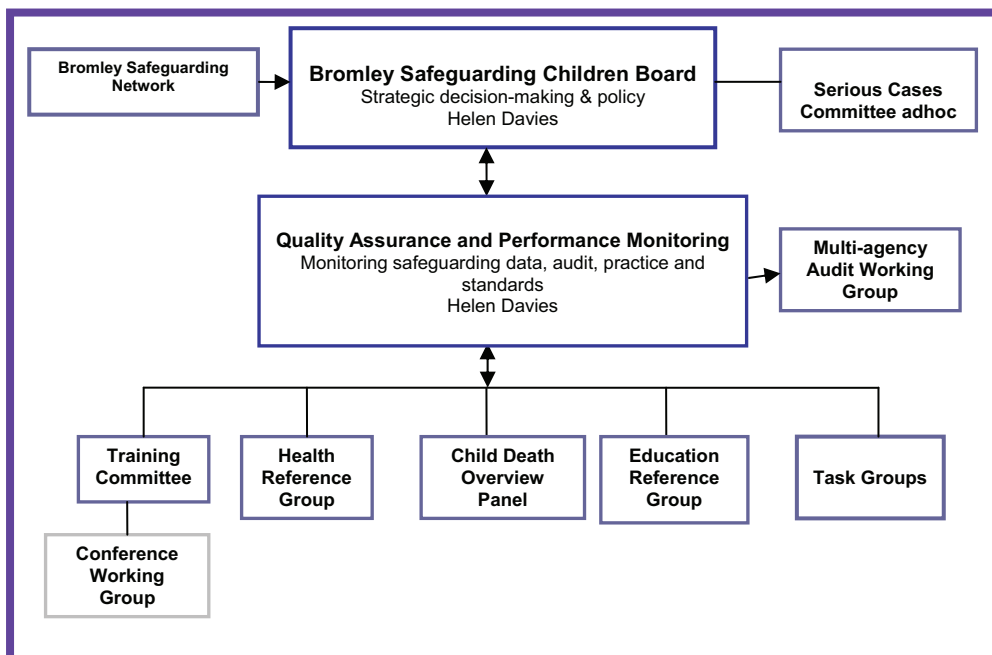 Bromley Safeguarding
Network
Bromley Safeguarding Children Board
Strategic decision-making & policy
Helen Davies
Serious Cases
Committee adhoc
Quality Assurance and Performance Monitoring
Monitoring safeguarding data, audit, practice and
standards
Helen Davies
Multi-agency
Audit Working
Group
Training
Committee
Health
Reference
Group
Child Death
Overview
Panel
Education
Reference
Group
Task Groups
Conference
Working
Group